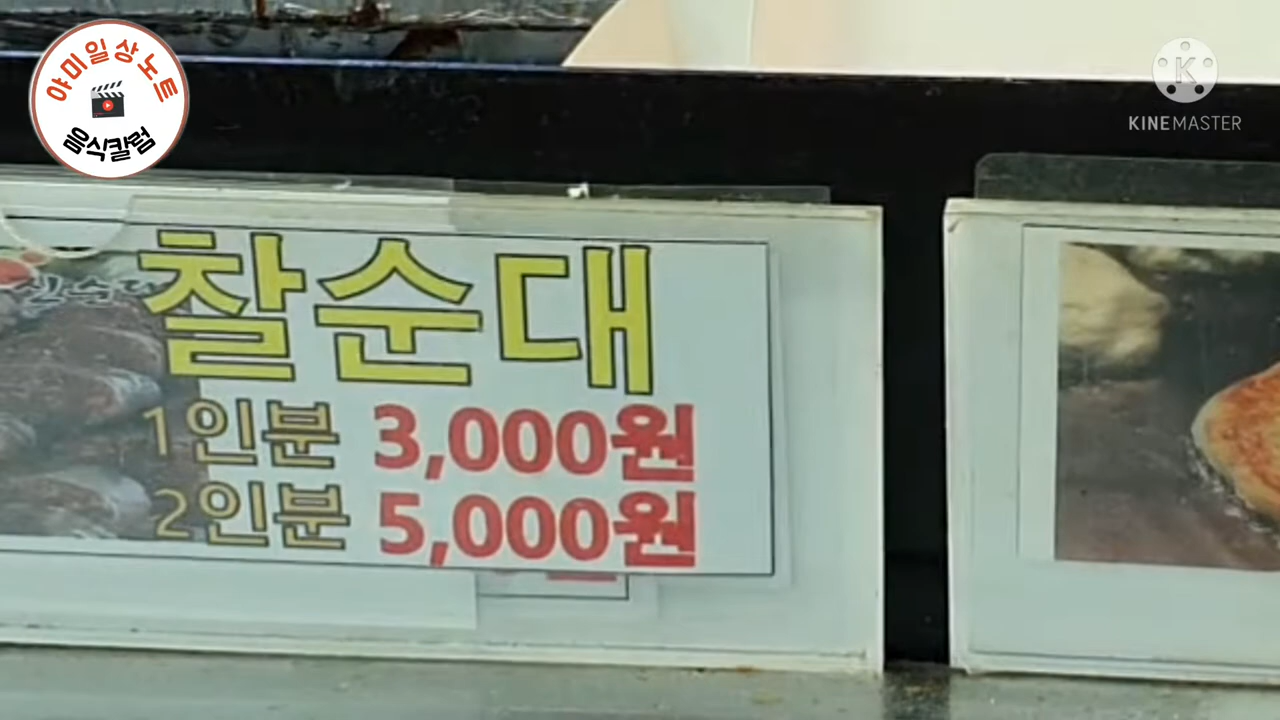 야미일상노트
음식칼럼
K
KINEMASTER
찰순대
1인분 3,000원
2인분 5,000원